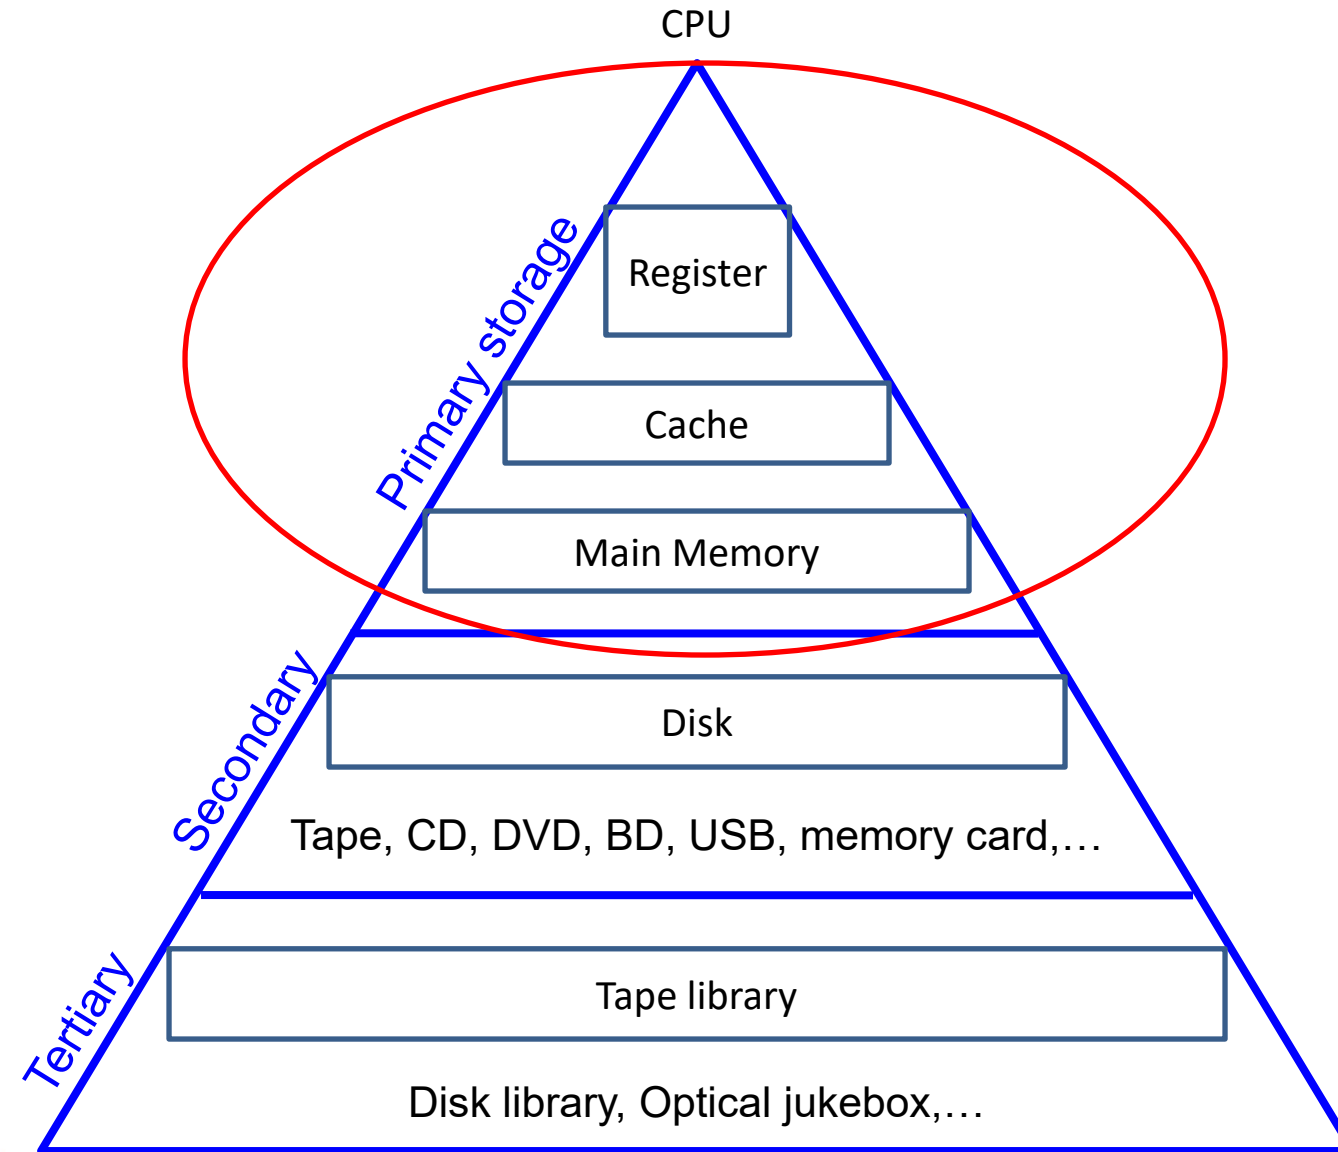 CPU
Primary storage
Register
Cache
Main Memory
Secondary
Disk
Tape, CD, DVD, BD, USB, memory card,…
Tertiary
Tape library
Disk library, Optical jukebox,…